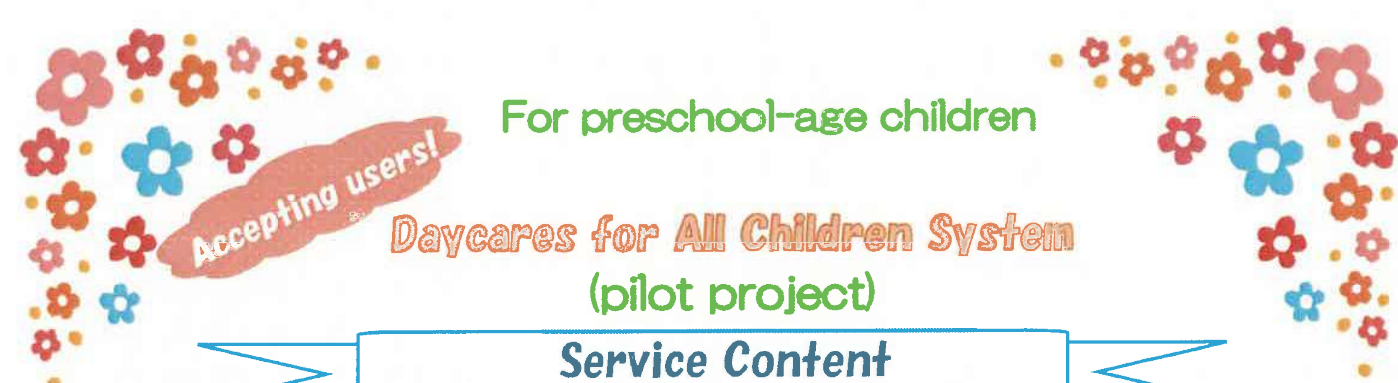 For preschool-age children
Accepting users!
Daycares for All Children System
(pilot project)
Service Content